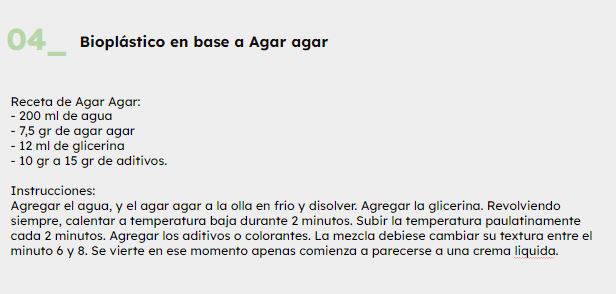 04_ Bioplástico en base a Agar agar
Receta de Agar Agar:
- 200 ml de agua
- 7,5 gr de agar agar
- 12 ml de glicerina
- 10 gr a 15 gr de aditivos.
Instrucciones:
Agregar el agua, y el agar agar a la olla en frio y disolver. Agregar la glicerina. Revolviendo
siempre, calentar a temperatura baja durante 2 minutos. Subir la temperatura paulatinamente
cada 2 minutos. Agregar los aditivos o colorantes. La mezcla debiese cambiar su textura entre el
minuto 6 y 8. Se vierte en ese momento apenas comienza a parecerse a una crema liquida.